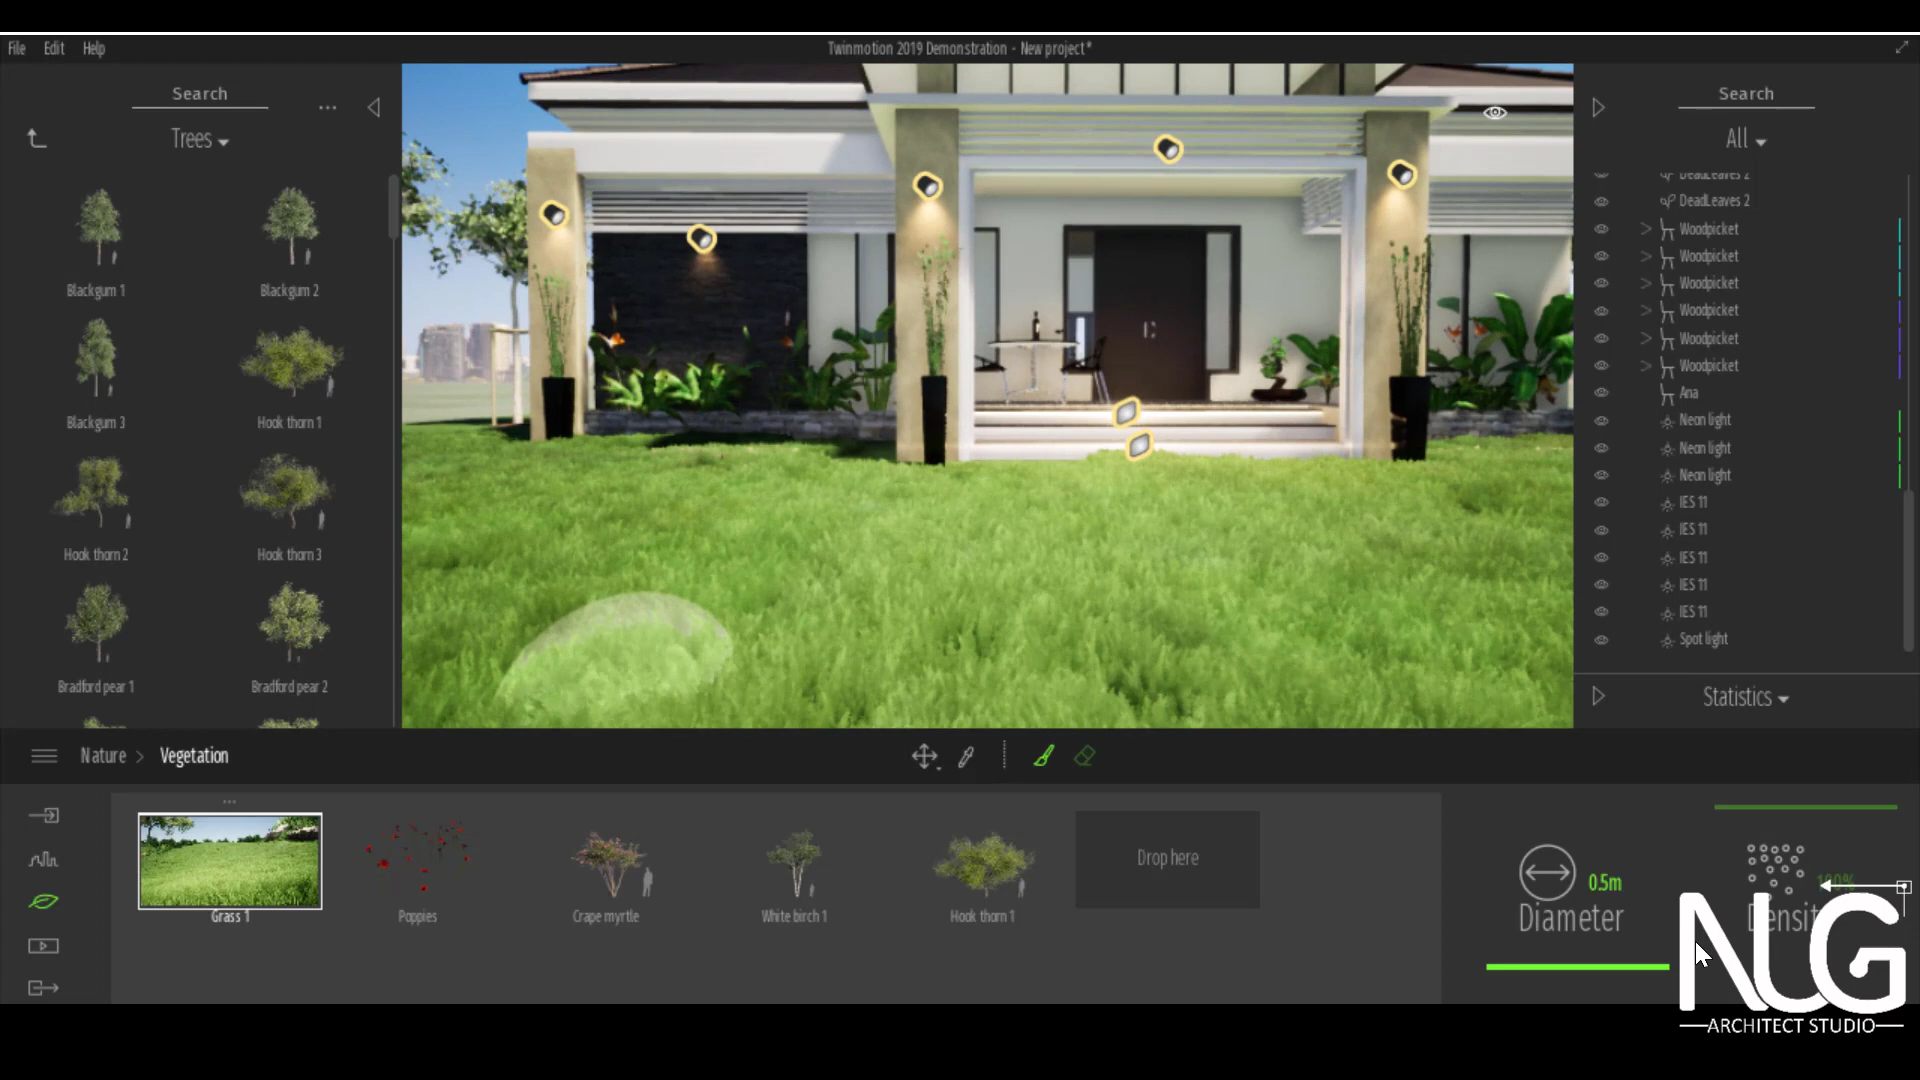 File Edit Help
Twinmotion 2019 Demonstration - New project*
Search
Trees
Blackgum 1
Blackgum 2
Blackgum 3
Hook thorn 1
Hook thorn 2
Hook thorn 3
Bradford pear 1
Bradford pear 2
Search
All
DeadLeaves 2
DeadLeaves 2
Woodpicket
Woodpicket
Woodpicket
Woodpicket
Woodpicket
Woodpicket
Ana
Neon light
Neon light
Neon light
IES 11
IES 11
IES 11
IES 11
IES 11
Spot light
Statistics
Nature > Vegetation
Grass 1
Poppies
Crape myrtle
White birch 1
Hook thorn 1
Drop here
0.5m
Diameter
100%
NLG
ARCHITECT STUDIO